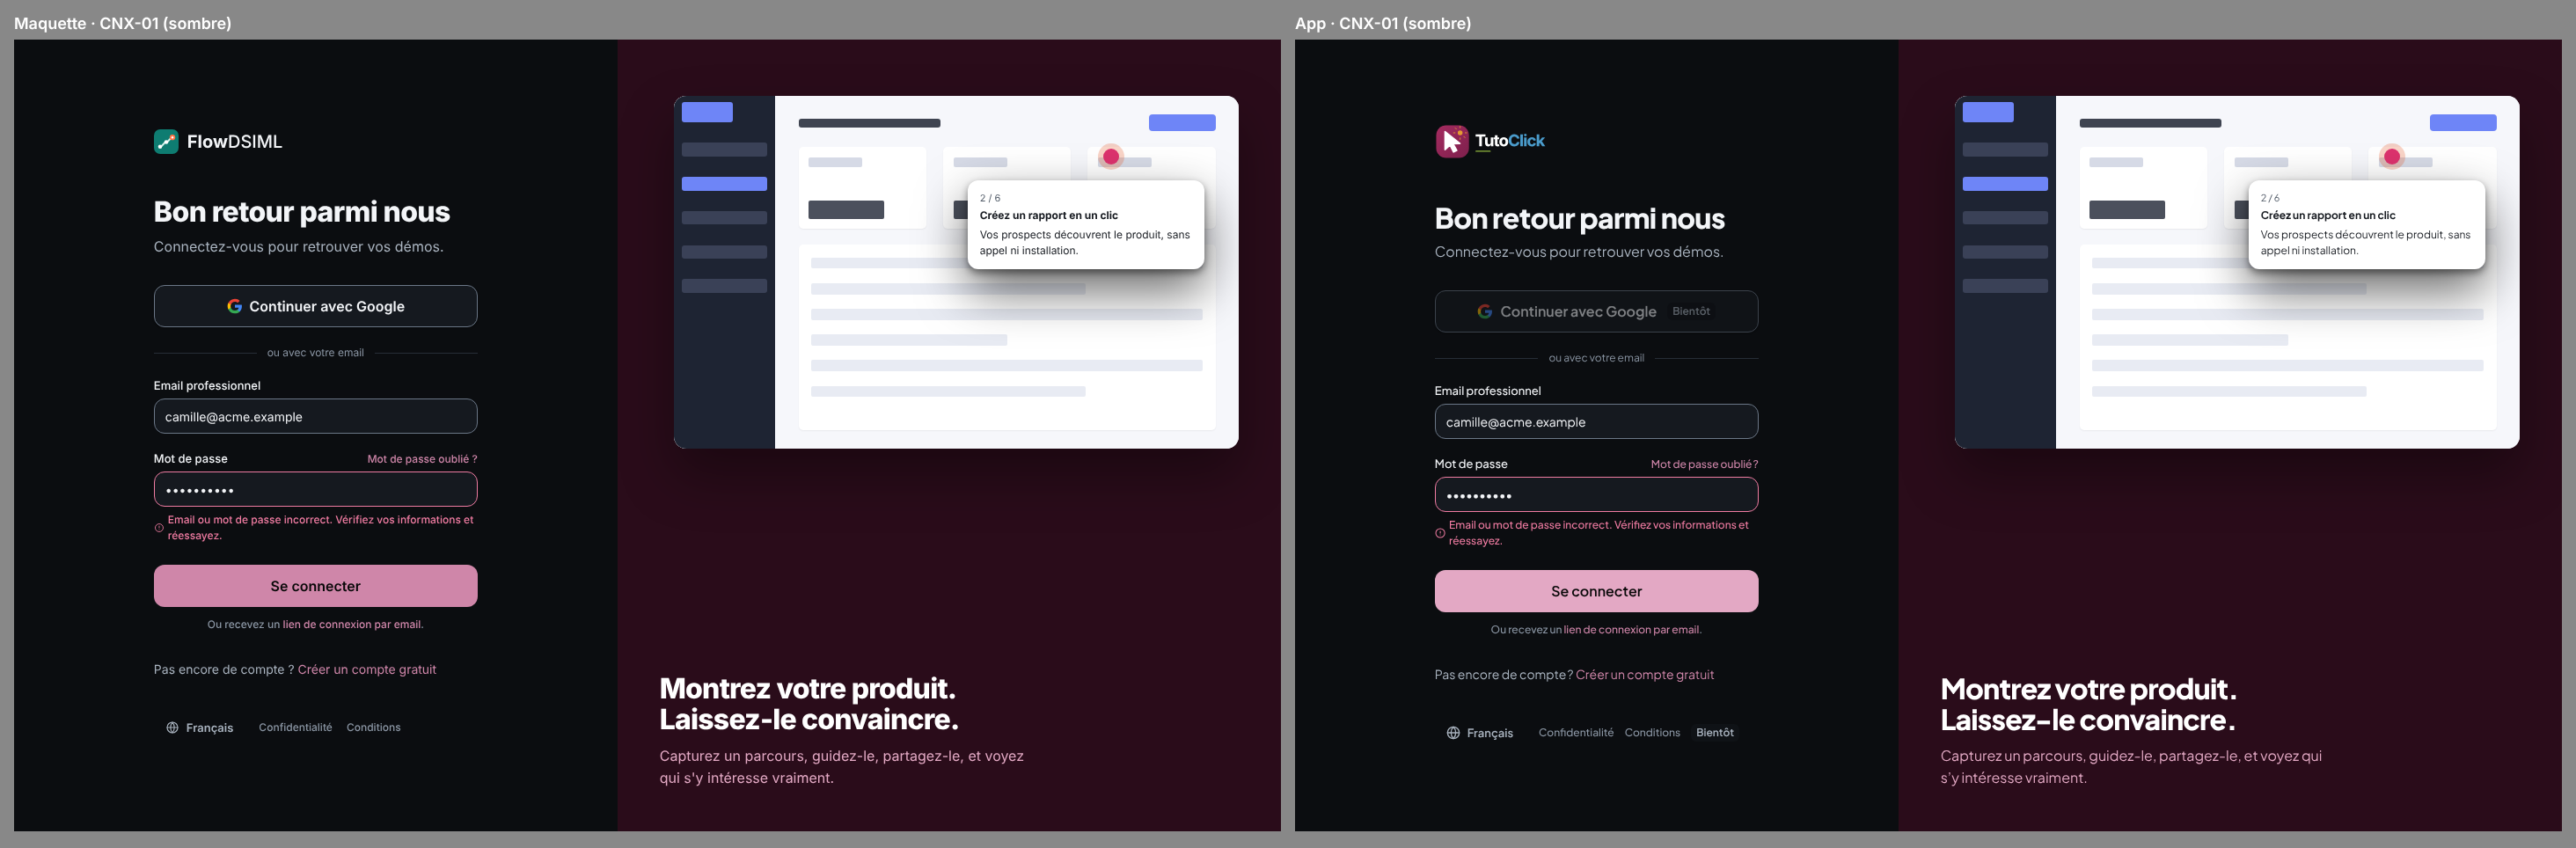 Maquette · CNX-01 (sombre)
FlowDSIML
Bon retour parmi nous
Connectez-vous pour retrouver vos démos.
Continuer avec Google
ou avec votre email
Email professionnel
camille@acme.example
Mot de passe
Mot de passe oublié ?
••••••••••
Email ou mot de passe incorrect. Vérifiez vos informations et
réessayez.
Se connecter
Ou recevez un lien de connexion par email.
Pas encore de compte ? Créer un compte gratuit
Français
Confidentialité
Conditions
2 / 6
Créez un rapport en un clic
Vos prospects découvrent le produit, sans
appel ni installation.
Montrez votre produit.
Laissez-le convaincre.
Capturez un parcours, guidez-le, partagez-le, et voyez
qui s'y intéresse vraiment.
App · CNX-01 (sombre)
TutoClick
Bon retour parmi nous
Connectez-vous pour retrouver vos démos.
Continuer avec Google Bientôt
ou avec votre email
Email professionnel
camille@acme.example
Mot de passe
Mot de passe oublié ?
••••••••••
Email ou mot de passe incorrect. Vérifiez vos informations et
réessayez.
Se connecter
Ou recevez un lien de connexion par email.
Pas encore de compte ? Créer un compte gratuit
Français
Confidentialité
Conditions
Bientôt
2 / 6
Créez un rapport en un clic
Vos prospects découvrent le produit, sans
appel ni installation.
Montrez votre produit.
Laissez-le convaincre.
Capturez un parcours, guidez-le, partagez-le, et voyez qui
s'y intéresse vraiment.